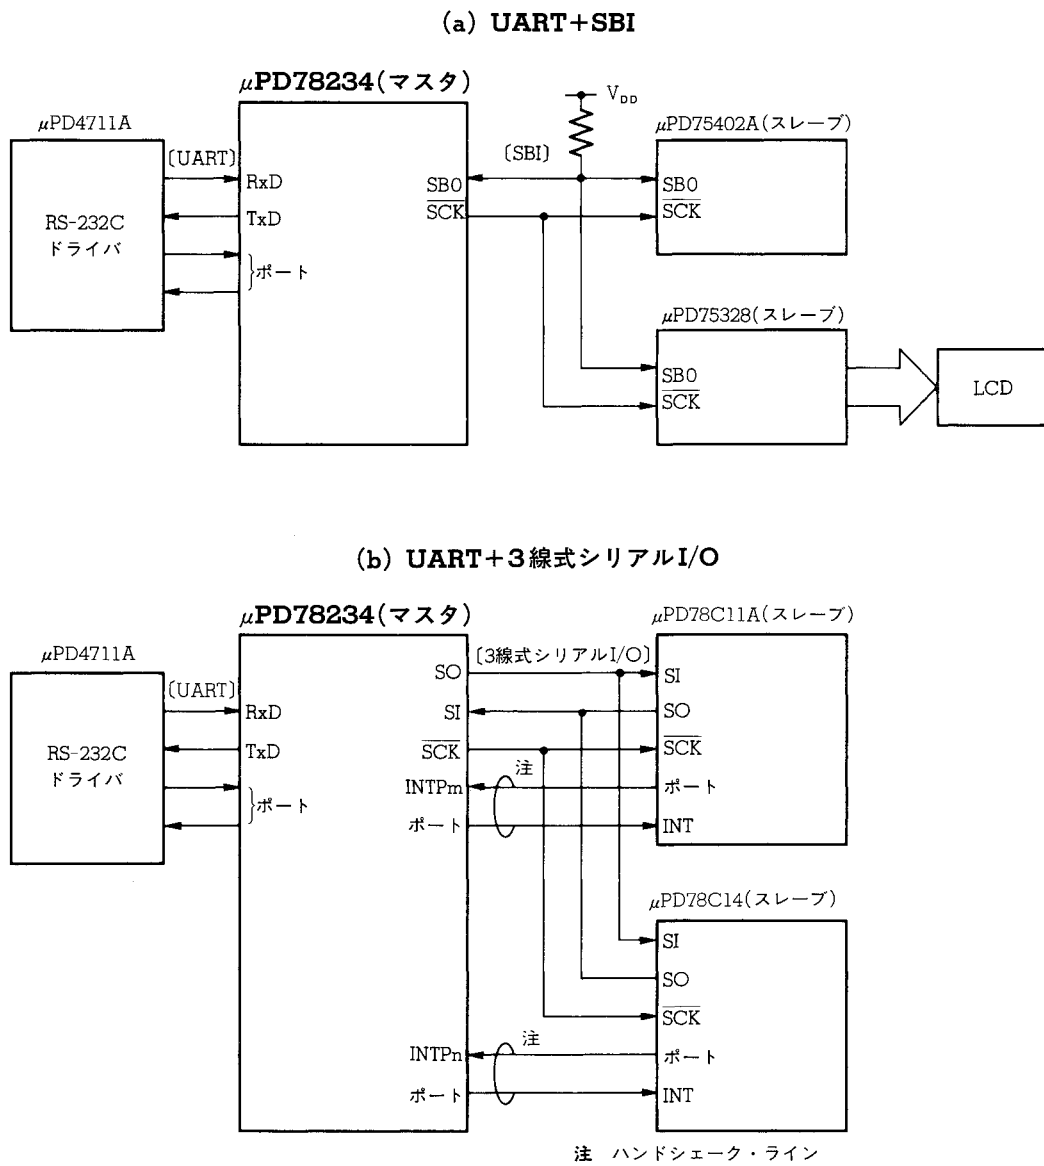 (a) UART+SBI
μPD78234(マスタ)
μPD4711A
〔UART〕
RS-232C
ドライバ
RxD
TxD
ポート
SB0
SCK
〔SBI〕
VDD
μPD75402A(スレーブ)
SB0
SCK
μPD75328(スレーブ)
SB0
SCK
LCD
(b) UART+3線式シリアルI/O
μPD78234(マスタ)
μPD4711A
〔UART〕
RS-232C
ドライバ
RxD
TxD
ポート
SO
SI
SCK
INTPm
ポート
INTPn
ポート
〔3線式シリアルI/O〕
注
注
μPD78C11A(スレーブ)
SI
SO
SCK
ポート
INT
μPD78C14(スレーブ)
SI
SO
SCK
ポート
INT
注 ハンドシェーク・ライン